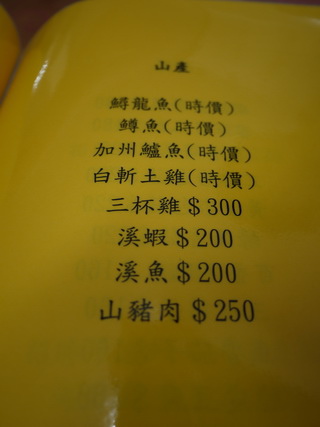 山產
鱘龍魚(時價)
鱒魚(時價)
加州鱸魚(時價)
白斬土雞(時價)
三杯雞$300
溪蝦$200
溪魚$200
山豬肉$250